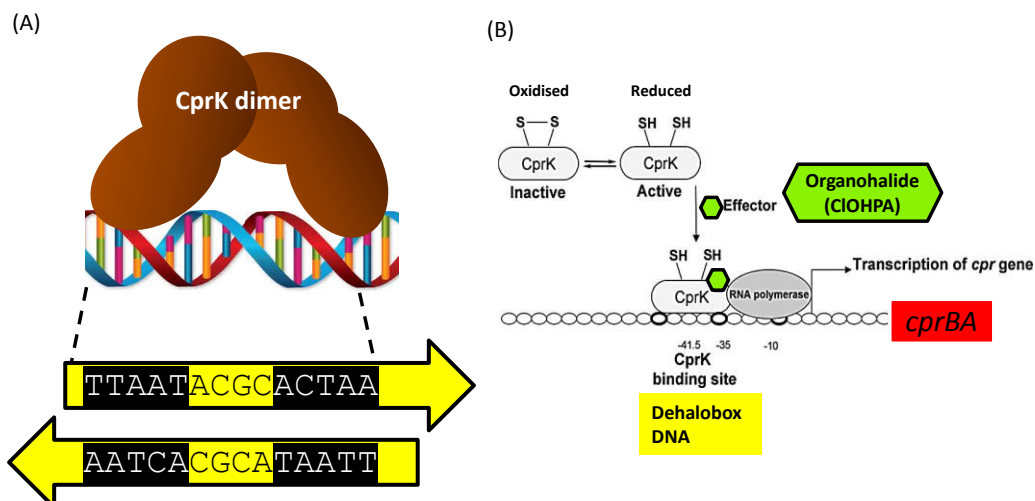 (A)
CprK dimer
TTAATACGCACTAA
AATCACGCATAATT
(B)
Oxidised Reduced
S S SH SH
CprK CprK
Inactive Active
Effector
Organohalide
(ClOHPA)
SH SH
CprK
RNA polymerase
Transcription of cpr gene
cprBA
-41.5 -35 -10
CprK
binding site
Dehalobox
DNA